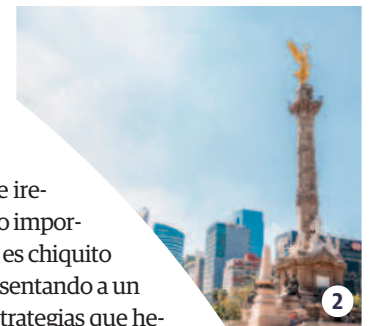 e ire-
o impor-
es chiquito
sentando a un
trategias que he-
2